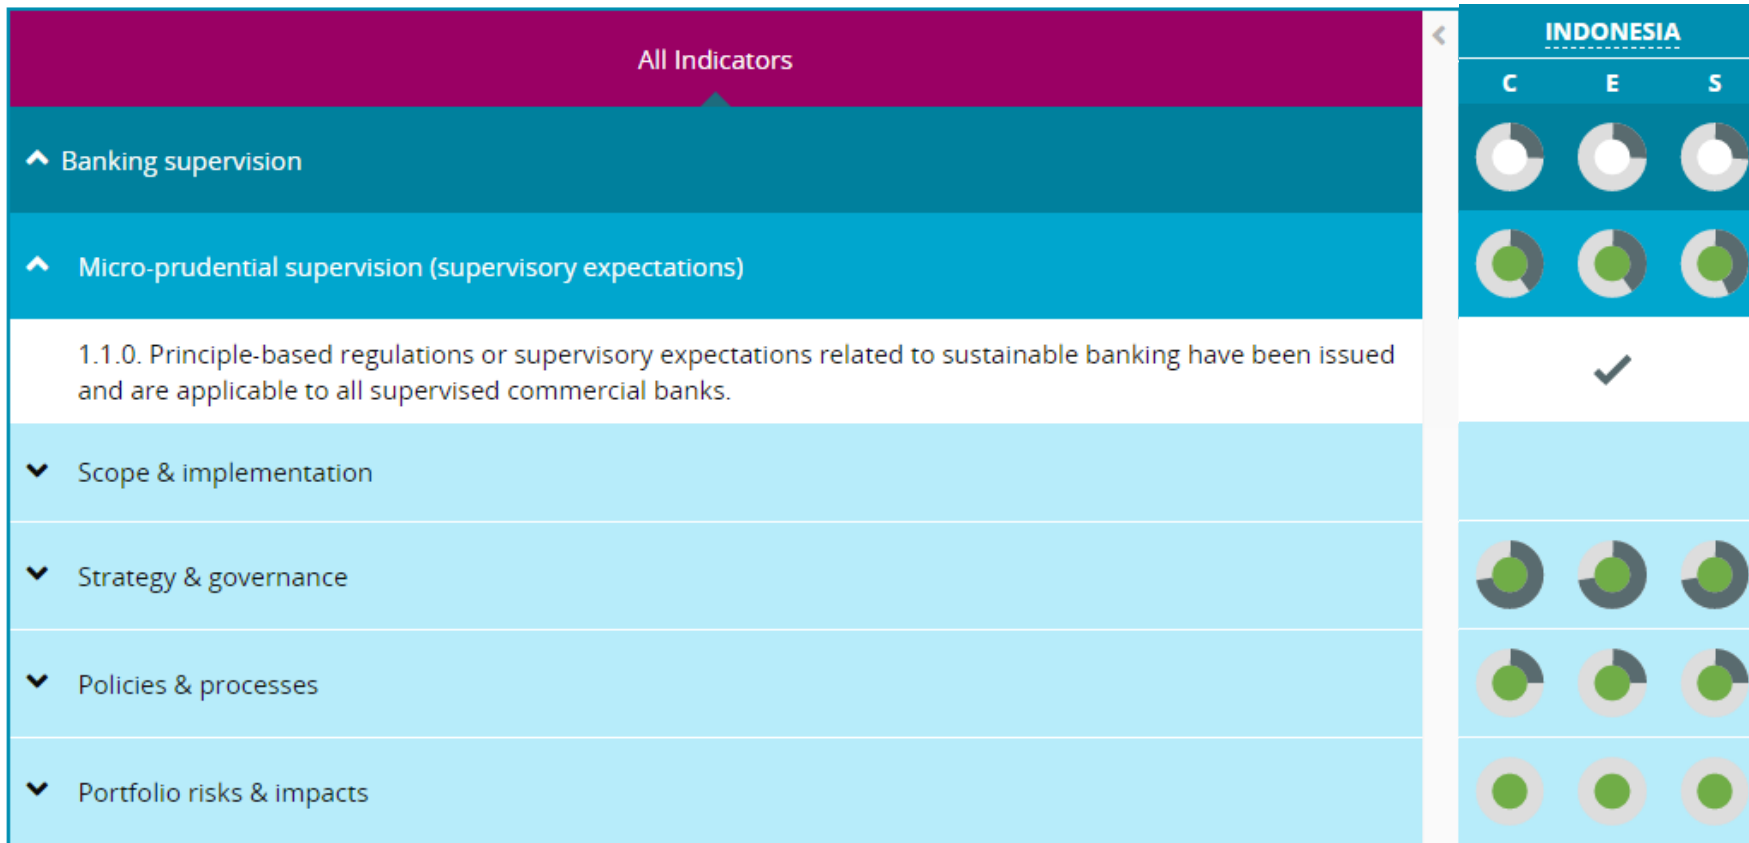 All Indicators
INDONESIA
C E S
Banking supervision
Micro-prudential supervision (supervisory expectations)
1.1.0. Principle-based regulations or supervisory expectations related to sustainable banking have been issued
and are applicable to all supervised commercial banks.
Scope & implementation
Strategy & governance
Policies & processes
Portfolio risks & impacts